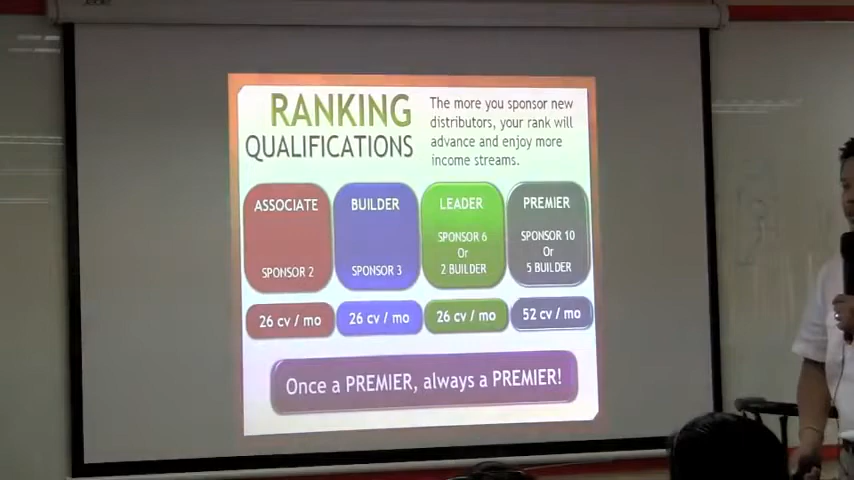 RANKING
QUALIFICATIONS
The more you sponsor new
distributors, your rank will
advance and enjoy more
income streams.
ASSOCIATE
SPONSOR 2
BUILDER
SPONSOR 3
LEADER
SPONSOR 6
Or
2 BUILDER
PREMIER
SPONSOR 10
Or
5 BUILDER
26 cv / mo
26 cv / mo
26 cv / mo
52 cv / mo
Once a PREMIER, always a PREMIER!